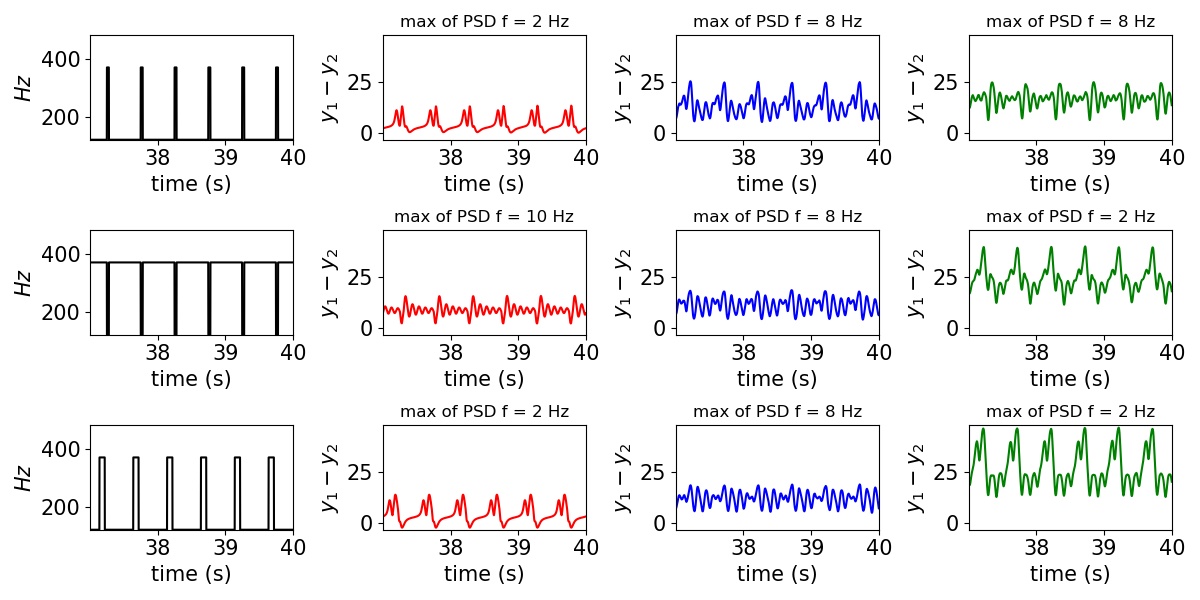 max of PSD f = 2 Hz
max of PSD f = 8 Hz
max of PSD f = 8 Hz
Hz
400
200
38
39
40
time (s)
y₁ − y₂
25
0
38
39
40
time (s)
y₁ − y₂
25
0
38
39
40
time (s)
y₁ − y₂
25
0
38
39
40
time (s)
max of PSD f = 10 Hz
max of PSD f = 8 Hz
max of PSD f = 2 Hz
Hz
400
200
38
39
40
time (s)
y₁ − y₂
25
0
38
39
40
time (s)
y₁ − y₂
25
0
38
39
40
time (s)
y₁ − y₂
25
0
38
39
40
time (s)
max of PSD f = 2 Hz
max of PSD f = 8 Hz
max of PSD f = 2 Hz
Hz
400
200
38
39
40
time (s)
y₁ − y₂
25
0
38
39
40
time (s)
y₁ − y₂
25
0
38
39
40
time (s)
y₁ − y₂
25
0
38
39
40
time (s)